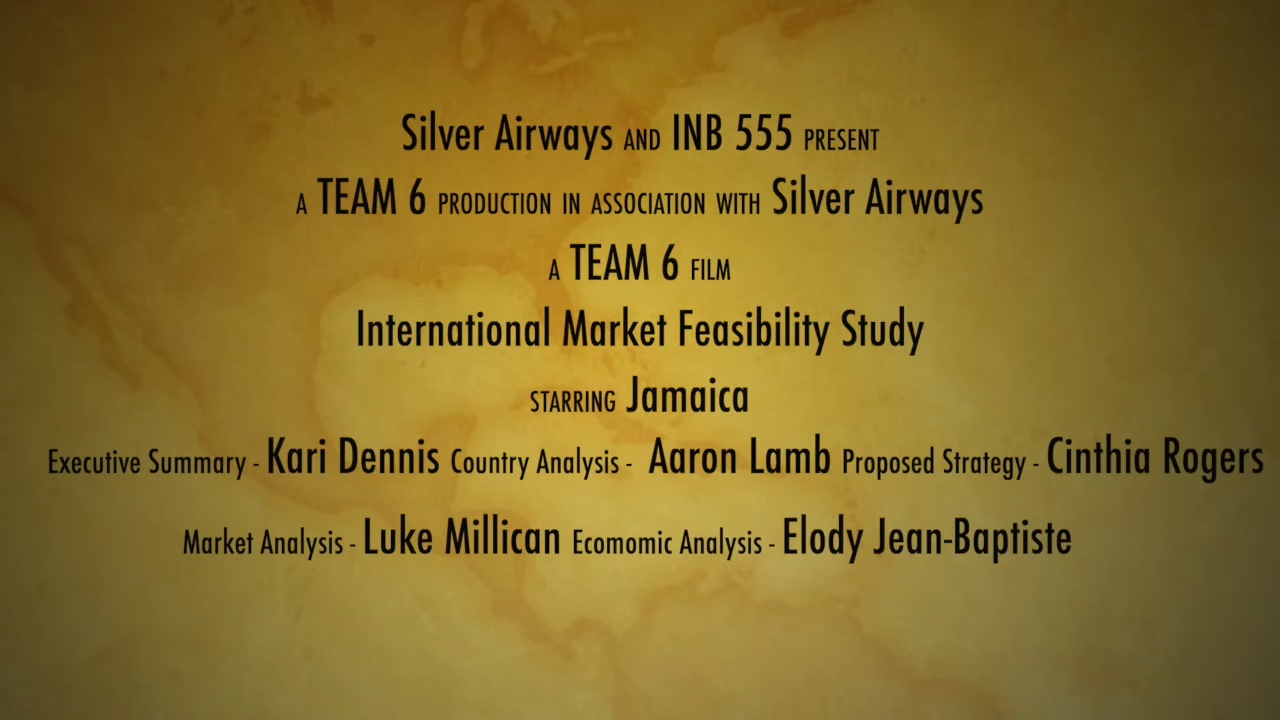 Silver Airways AND INB 555 PRESENT
A TEAM 6 PRODUCTION IN ASSOCIATION WITH Silver Airways
A TEAM 6 FILM
International Market Feasibility Study
STARRING Jamaica
Executive Summary - Kari Dennis Country Analysis - Aaron Lamb Proposed Strategy - Cinthia Rogers
Market Analysis - Luke Millican Ecomomic Analysis - Elody Jean-Baptiste